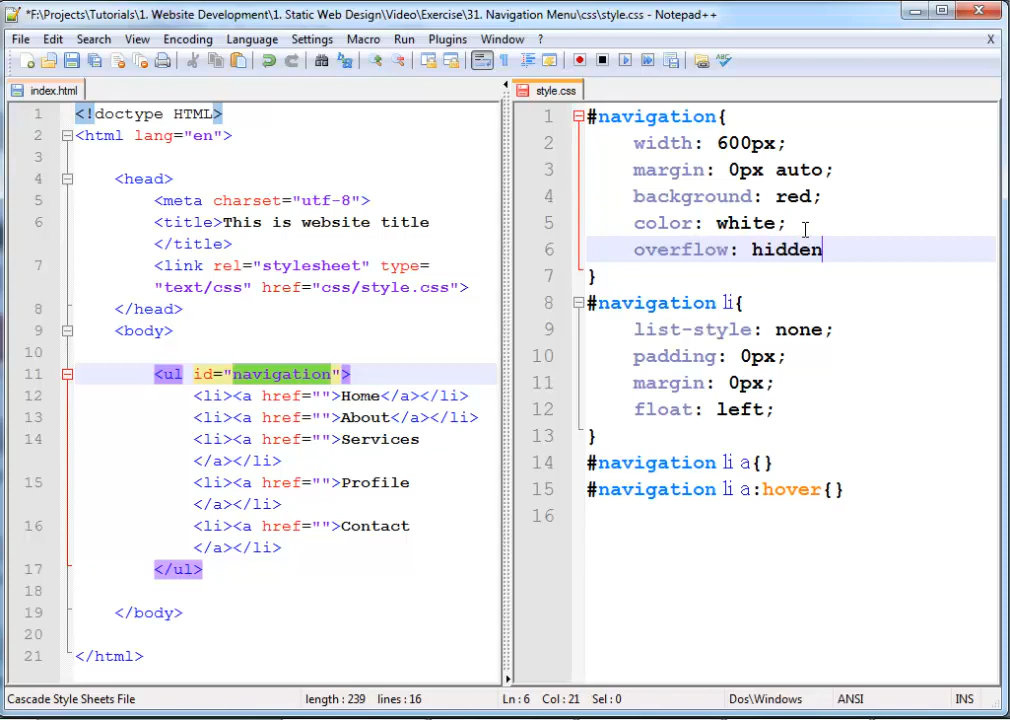 *F:\Projects\Tutorials\1. Website Development\1. Static Web Design\Video\Exercise\31. Navigation Menu\css\style.css - Notepad++
File Edit Search View Encoding Language Settings Macro Run Plugins Window ? X
index.html
1 <!doctype HTML>
2 <html lang="en">
3
4 <head>
5 <meta charset="utf-8">
6 <title>This is website title
</title>
7 <link rel="stylesheet" type=
"text/css" href="css/style.css">
8 </head>
9 <body>
10
11 <ul id="navigation">
12 <li><a href="">Home</a></li>
13 <li><a href="">About</a></li>
14 <li><a href="">Services
</a></li>
15 <li><a href="">Profile
</a></li>
16 <li><a href="">Contact
</a></li>
17 </ul>
18
19 </body>
20
21 </html>
style.css
1 #navigation{
2 width: 600px;
3 margin: 0px auto;
4 background: red;
5 color: white;
6 overflow: hidden
7 }
8 #navigation li{
9 list-style: none;
10 padding: 0px;
11 margin: 0px;
12 float: left;
13 }
14 #navigation li a{}
15 #navigation li a:hover{}
16
Cascade Style Sheets File length : 239 lines : 16 Ln : 6 Col : 21 Sel : 0 Dos\Windows ANSI INS